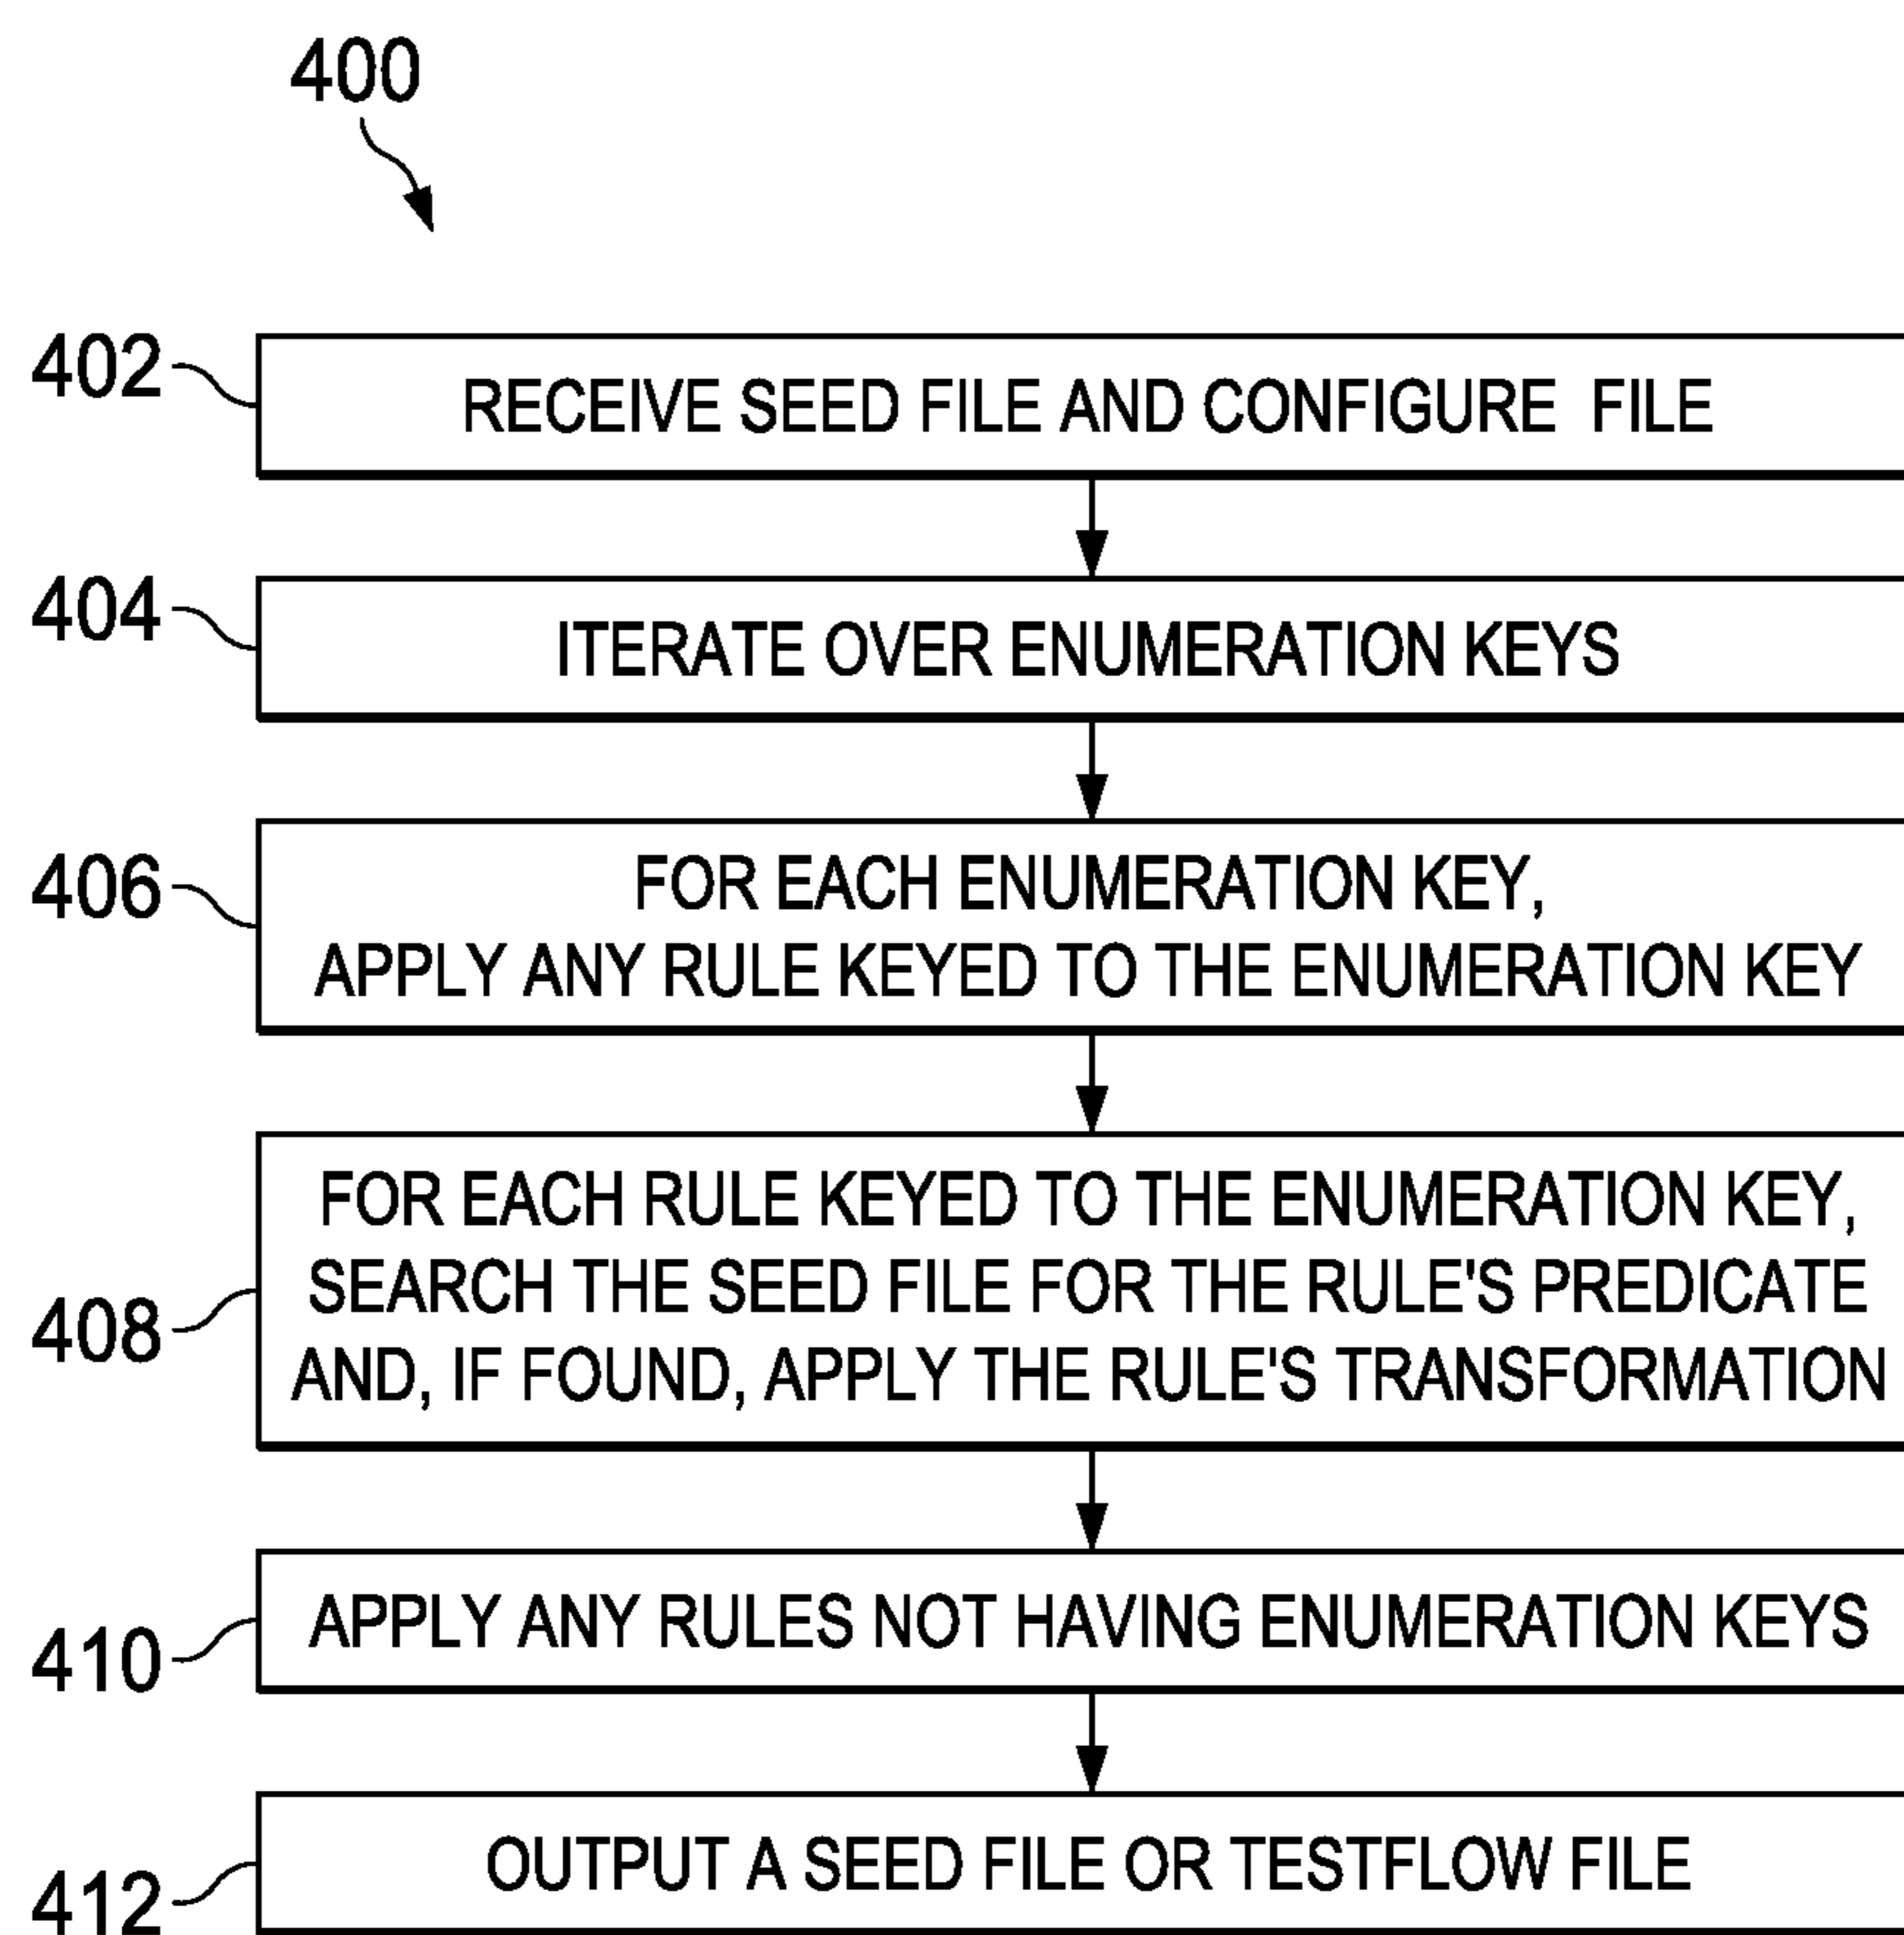 400
402
RECEIVE SEED FILE AND CONFIGURE FILE
404
ITERATE OVER ENUMERATION KEYS
406
FOR EACH ENUMERATION KEY,
APPLY ANY RULE KEYED TO THE ENUMERATION KEY
408
FOR EACH RULE KEYED TO THE ENUMERATION KEY,
SEARCH THE SEED FILE FOR THE RULE'S PREDICATE
AND, IF FOUND, APPLY THE RULE'S TRANSFORMATION
410
APPLY ANY RULES NOT HAVING ENUMERATION KEYS
412
OUTPUT A SEED FILE OR TESTFLOW FILE